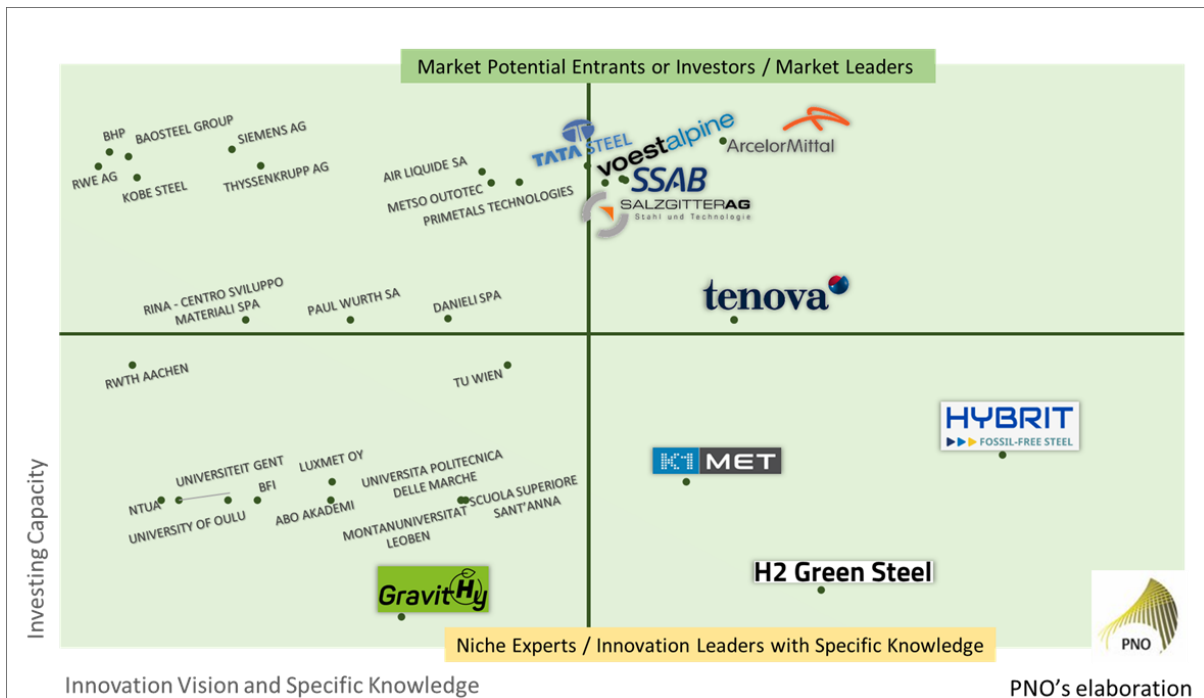 Market Potential Entrants or Investors / Market Leaders
BHP
BAOSTEEL GROUP
SIEMENS AG
RWE AG
KOBE STEEL
THYSSENKRUPP AG
AIR LIQUIDE SA
METSO OUTOTEC
PRIMETALS TECHNOLOGIES
TATA STEEL
voestalpine
ArcelorMittal
SSAB
SALZGITTERAG
Stahl und Technologie
RINA - CENTRO SVILUPPO
MATERIALI SPA
PAUL WURTH SA
DANIELI SPA
tenova
RWTH AACHEN
TU WIEN
HYBRIT
FOSSIL-FREE STEEL
K1 MET
UNIVERSITEIT GENT
LUXMET OY
UNIVERSITA POLITECNICA
DELLE MARCHE
NTUA
BFI
UNIVERSITY OF OULU
ABO AKADEMI
MONTANUNIVERSITAT
LEOBEN
SCUOLA SUPERIORE
SANT'ANNA
GravitHy
H2 Green Steel
Investing Capacity
Niche Experts / Innovation Leaders with Specific Knowledge
PNO
Innovation Vision and Specific Knowledge
PNO's elaboration